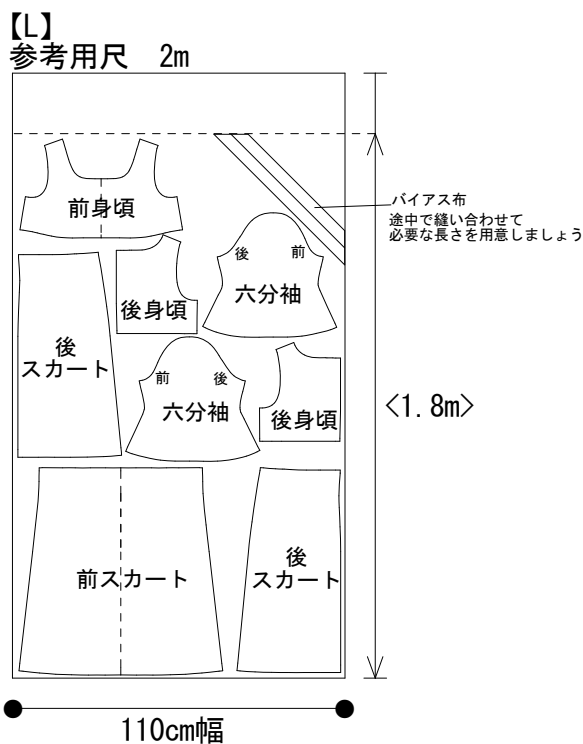 【L】
参考用尺　2m
バイアス布
途中で縫い合わせて
必要な長さを用意しましょう
前身頃
後　前
六分袖
後身頃
後
スカート
前　後
六分袖
後身頃
<1.8m>
前スカート
後
スカート
110cm幅